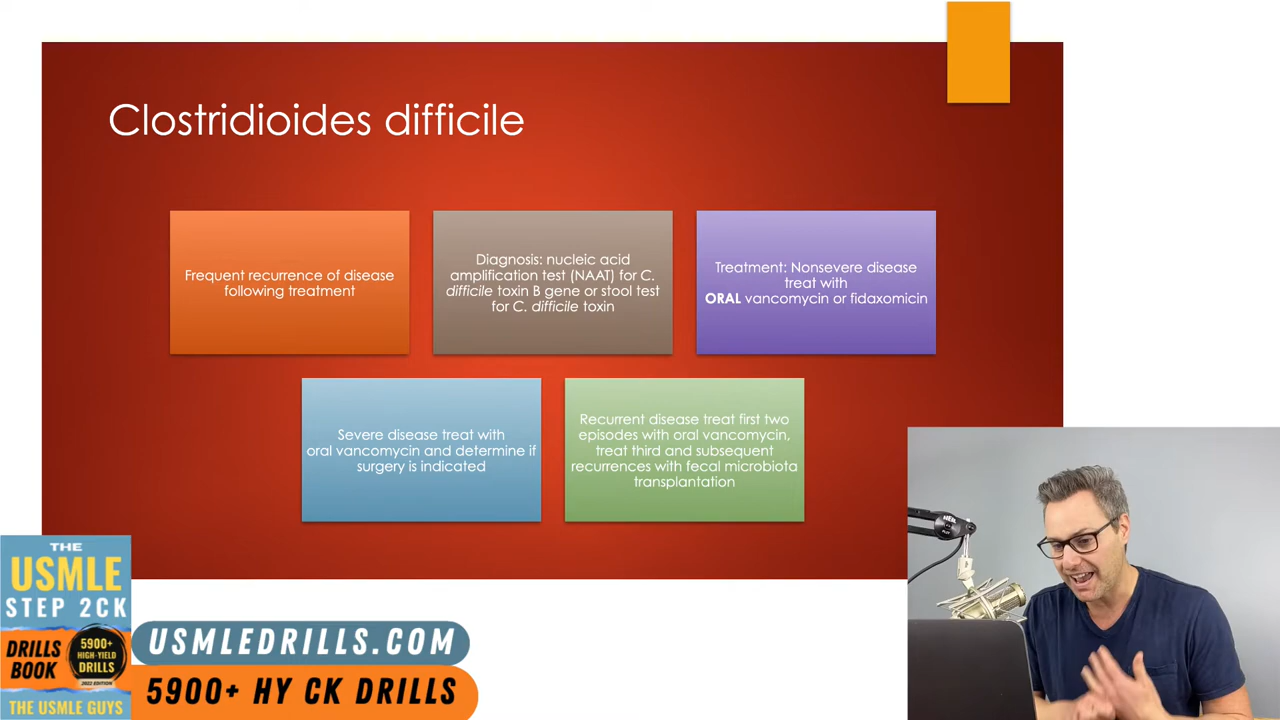 Clostridioides difficile
Frequent recurrence of disease
following treatment
Diagnosis: nucleic acid
amplification test (NAAT) for C.
difficile toxin B gene or stool test
for C. difficile toxin
Treatment: Nonsevere disease
treat with
ORAL vancomycin or fidaxomicin
Severe disease treat with
oral vancomycin and determine if
surgery is indicated
Recurrent disease treat first two
episodes with oral vancomycin,
treat third and subsequent
recurrences with fecal microbiota
transplantation
THE
USMLE
STEP 2CK
DRILLS
BOOK
5900+
HIGH-YIELD
DRILLS
2022 EDITION
THE USMLE GUYS
USMLEDRILLS.COM
5900+ HY CK DRILLS